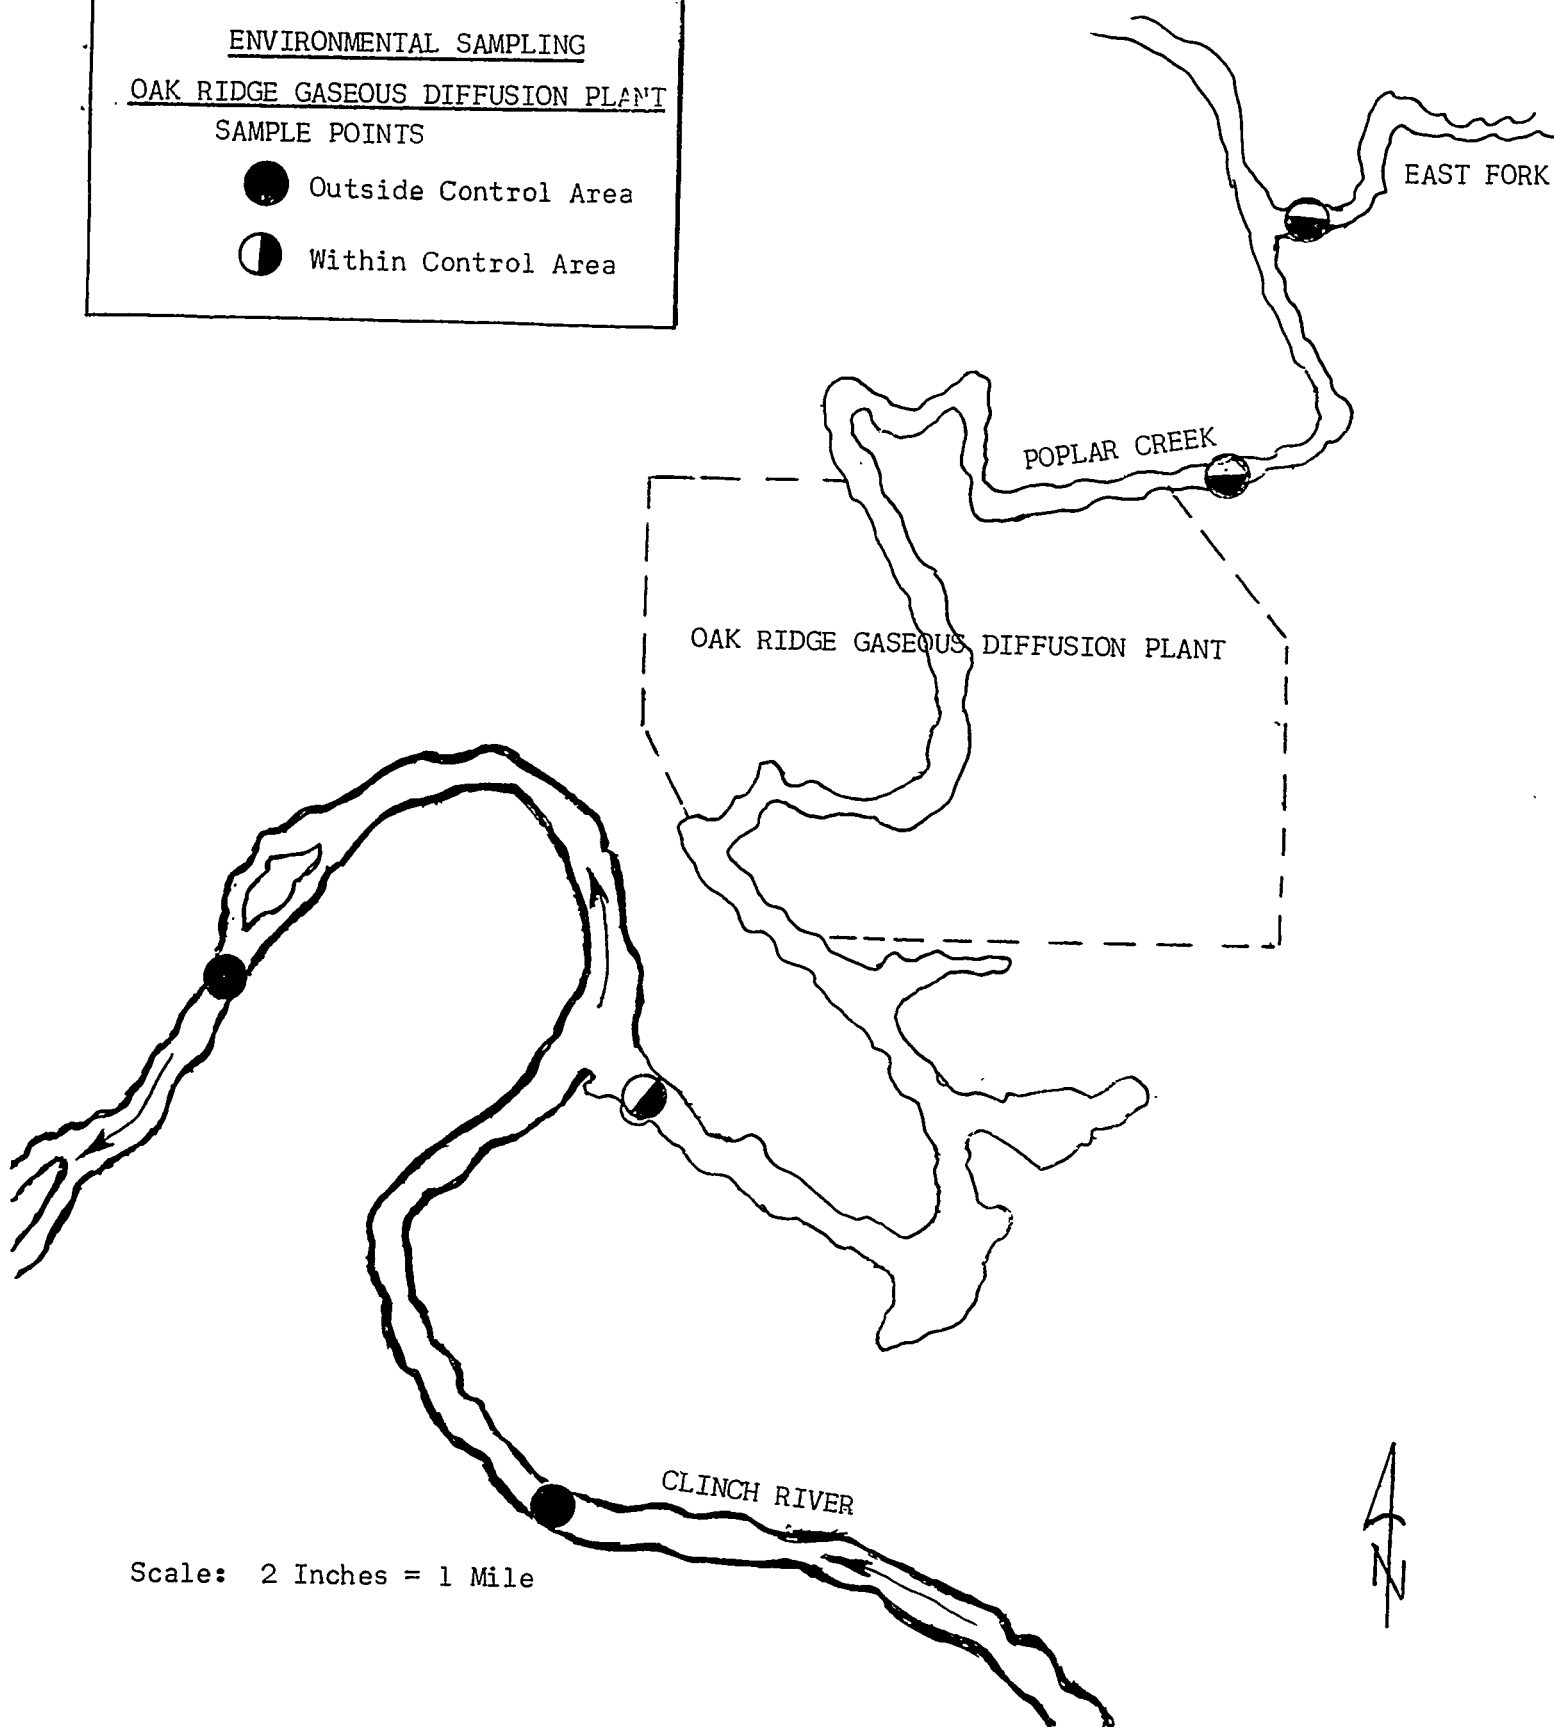 ENVIRONMENTAL SAMPLING
OAK RIDGE GASEOUS DIFFUSION PLANT
SAMPLE POINTS
Outside Control Area
Within Control Area
EAST FORK
POPLAR CREEK
OAK RIDGE GASEOUS DIFFUSION PLANT
CLINCH RIVER
Scale: 2 Inches = 1 Mile
N